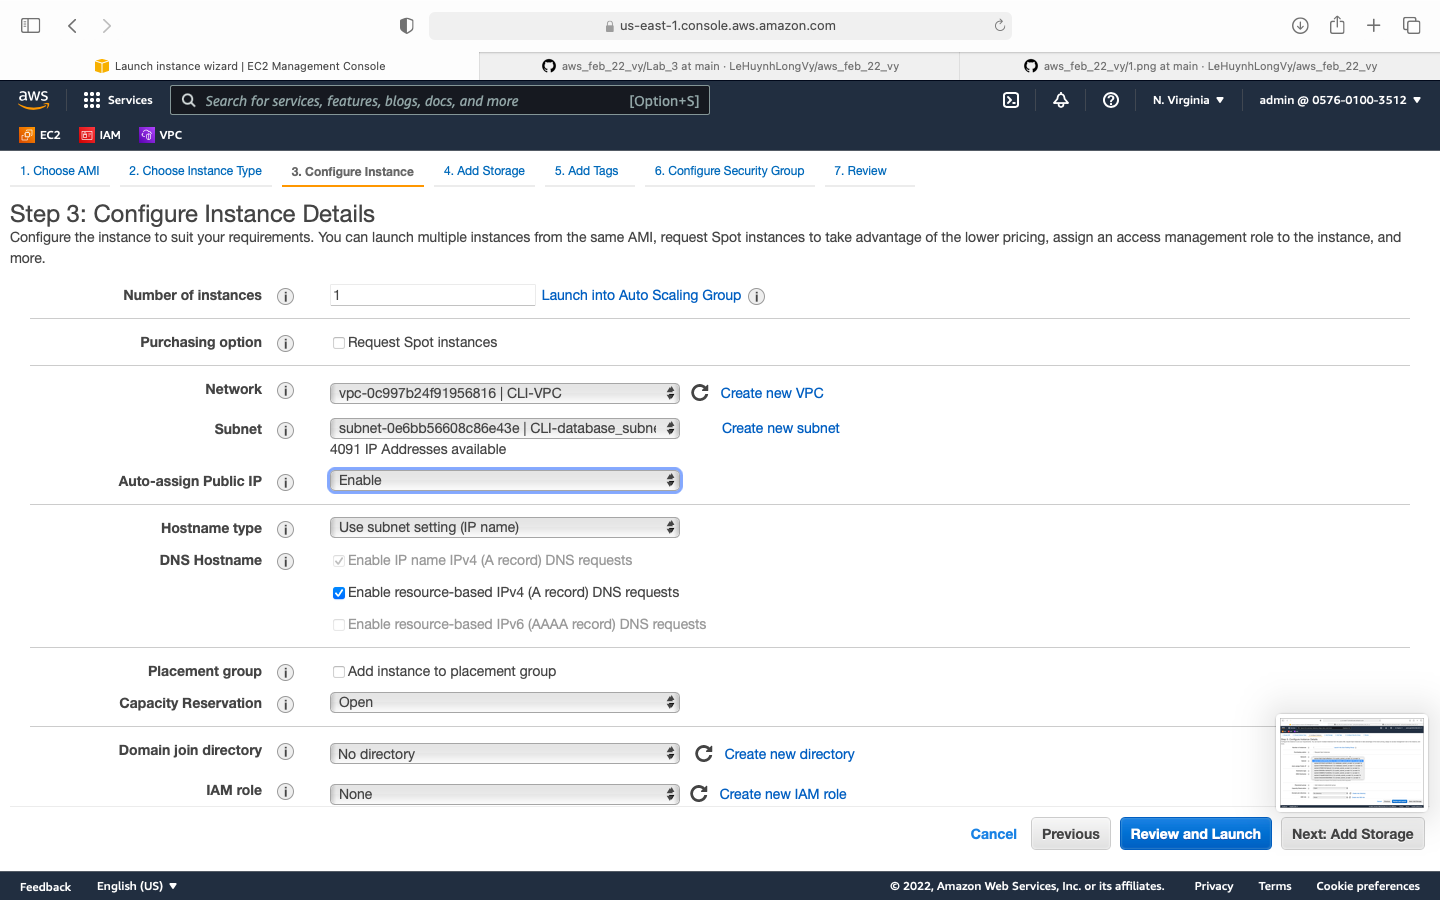 us-east-1.console.aws.amazon.com
Launch instance wizard | EC2 Management Console
aws_feb_22_vy/Lab_3 at main · LeHuynhLongVy/aws_feb_22_vy
aws_feb_22_vy/1.png at main · LeHuynhLongVy/aws_feb_22_vy
aws
Services
Search for services, features, blogs, docs, and more
[Option+S]
N. Virginia
admin @ 0576-0100-3512
EC2
IAM
VPC
1. Choose AMI
2. Choose Instance Type
3. Configure Instance
4. Add Storage
5. Add Tags
6. Configure Security Group
7. Review
Step 3: Configure Instance Details
Configure the instance to suit your requirements. You can launch multiple instances from the same AMI, request Spot instances to take advantage of the lower pricing, assign an access management role to the instance, and
more.
Number of instances
1
Launch into Auto Scaling Group
Purchasing option
Request Spot instances
Network
vpc-0c997b24f91956816 | CLI-VPC
Create new VPC
Subnet
subnet-0e6bb56608c86e43e | CLI-database_subne
Create new subnet
4091 IP Addresses available
Auto-assign Public IP
Enable
Hostname type
Use subnet setting (IP name)
DNS Hostname
Enable IP name IPv4 (A record) DNS requests
Enable resource-based IPv4 (A record) DNS requests
Enable resource-based IPv6 (AAAA record) DNS requests
Placement group
Add instance to placement group
Capacity Reservation
Open
Domain join directory
No directory
Create new directory
IAM role
None
Create new IAM role
Cancel
Previous
Review and Launch
Next: Add Storage
Feedback
English (US)
© 2022, Amazon Web Services, Inc. or its affiliates.
Privacy
Terms
Cookie preferences